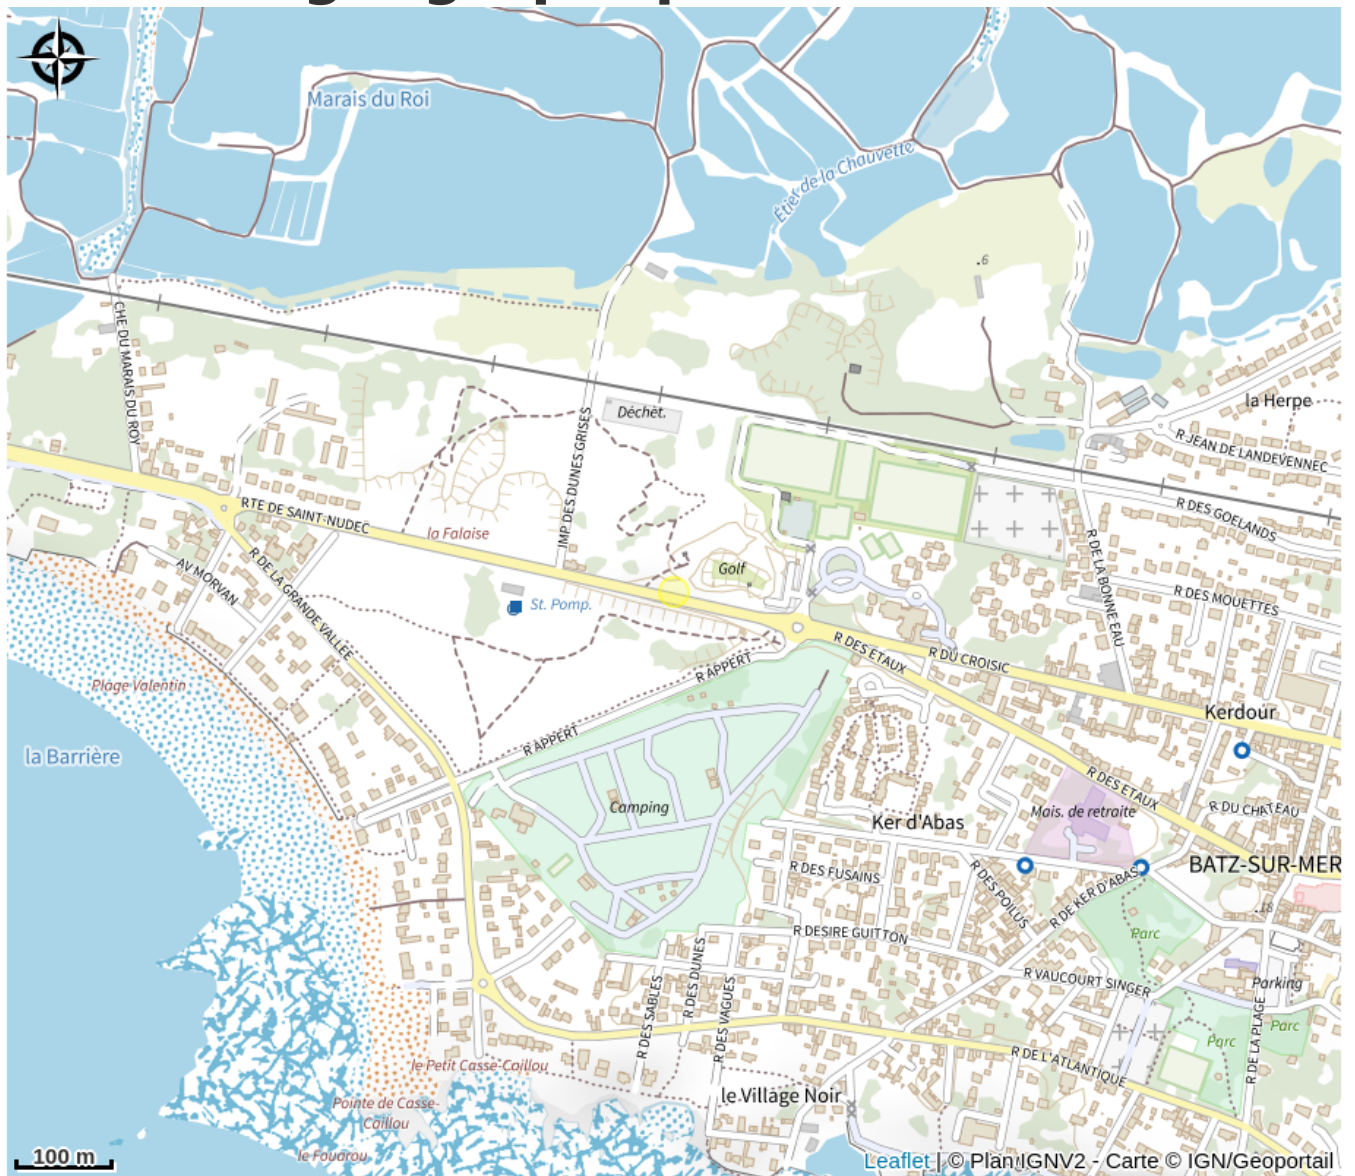 Marais du Roi
Étier de la Chauvette
.6
CHE DU MARAIS DU ROY
Déchèt.
la Herpe
IMP DES DUNES GRISES
R JEAN DE LANDEVENNEC
RTE DE SAINT-NUDEC
la Falaise
R DES GOELANDS
R DE LA BONNE EAU
AV MORVAN
R DE LA GRANDE VALLEE
Golf
St. Pomp.
R DES MOUETTES
R DES ETAUX
R DU CROISIC
R APPERT
Plage Valentin
Kerdour
la Barrière
R APPERT
R DES ETAUX
Camping
Mais. de retraite
R DU CHATEAU
Ker d'Abas
BATZ-SUR-MER
R DES FUSAINS
R DES POILUS
R DE KER D'ABAS
.18
R DESIRE GUITTON
Parc
R VAUCOURT SINGER
Parking
R DES SABLES
R DES DUNES
R DES VAGUES
R DE LA PLAGE
Parc
Parc
le Petit Casse-Caillou
R DE L'ATLANTIQUE
le Village Noir
Pointe de Casse-
Caillou
le Fouarou
100 m
Leaflet | © Plan IGNV2 - Carte © IGN/Geoportail